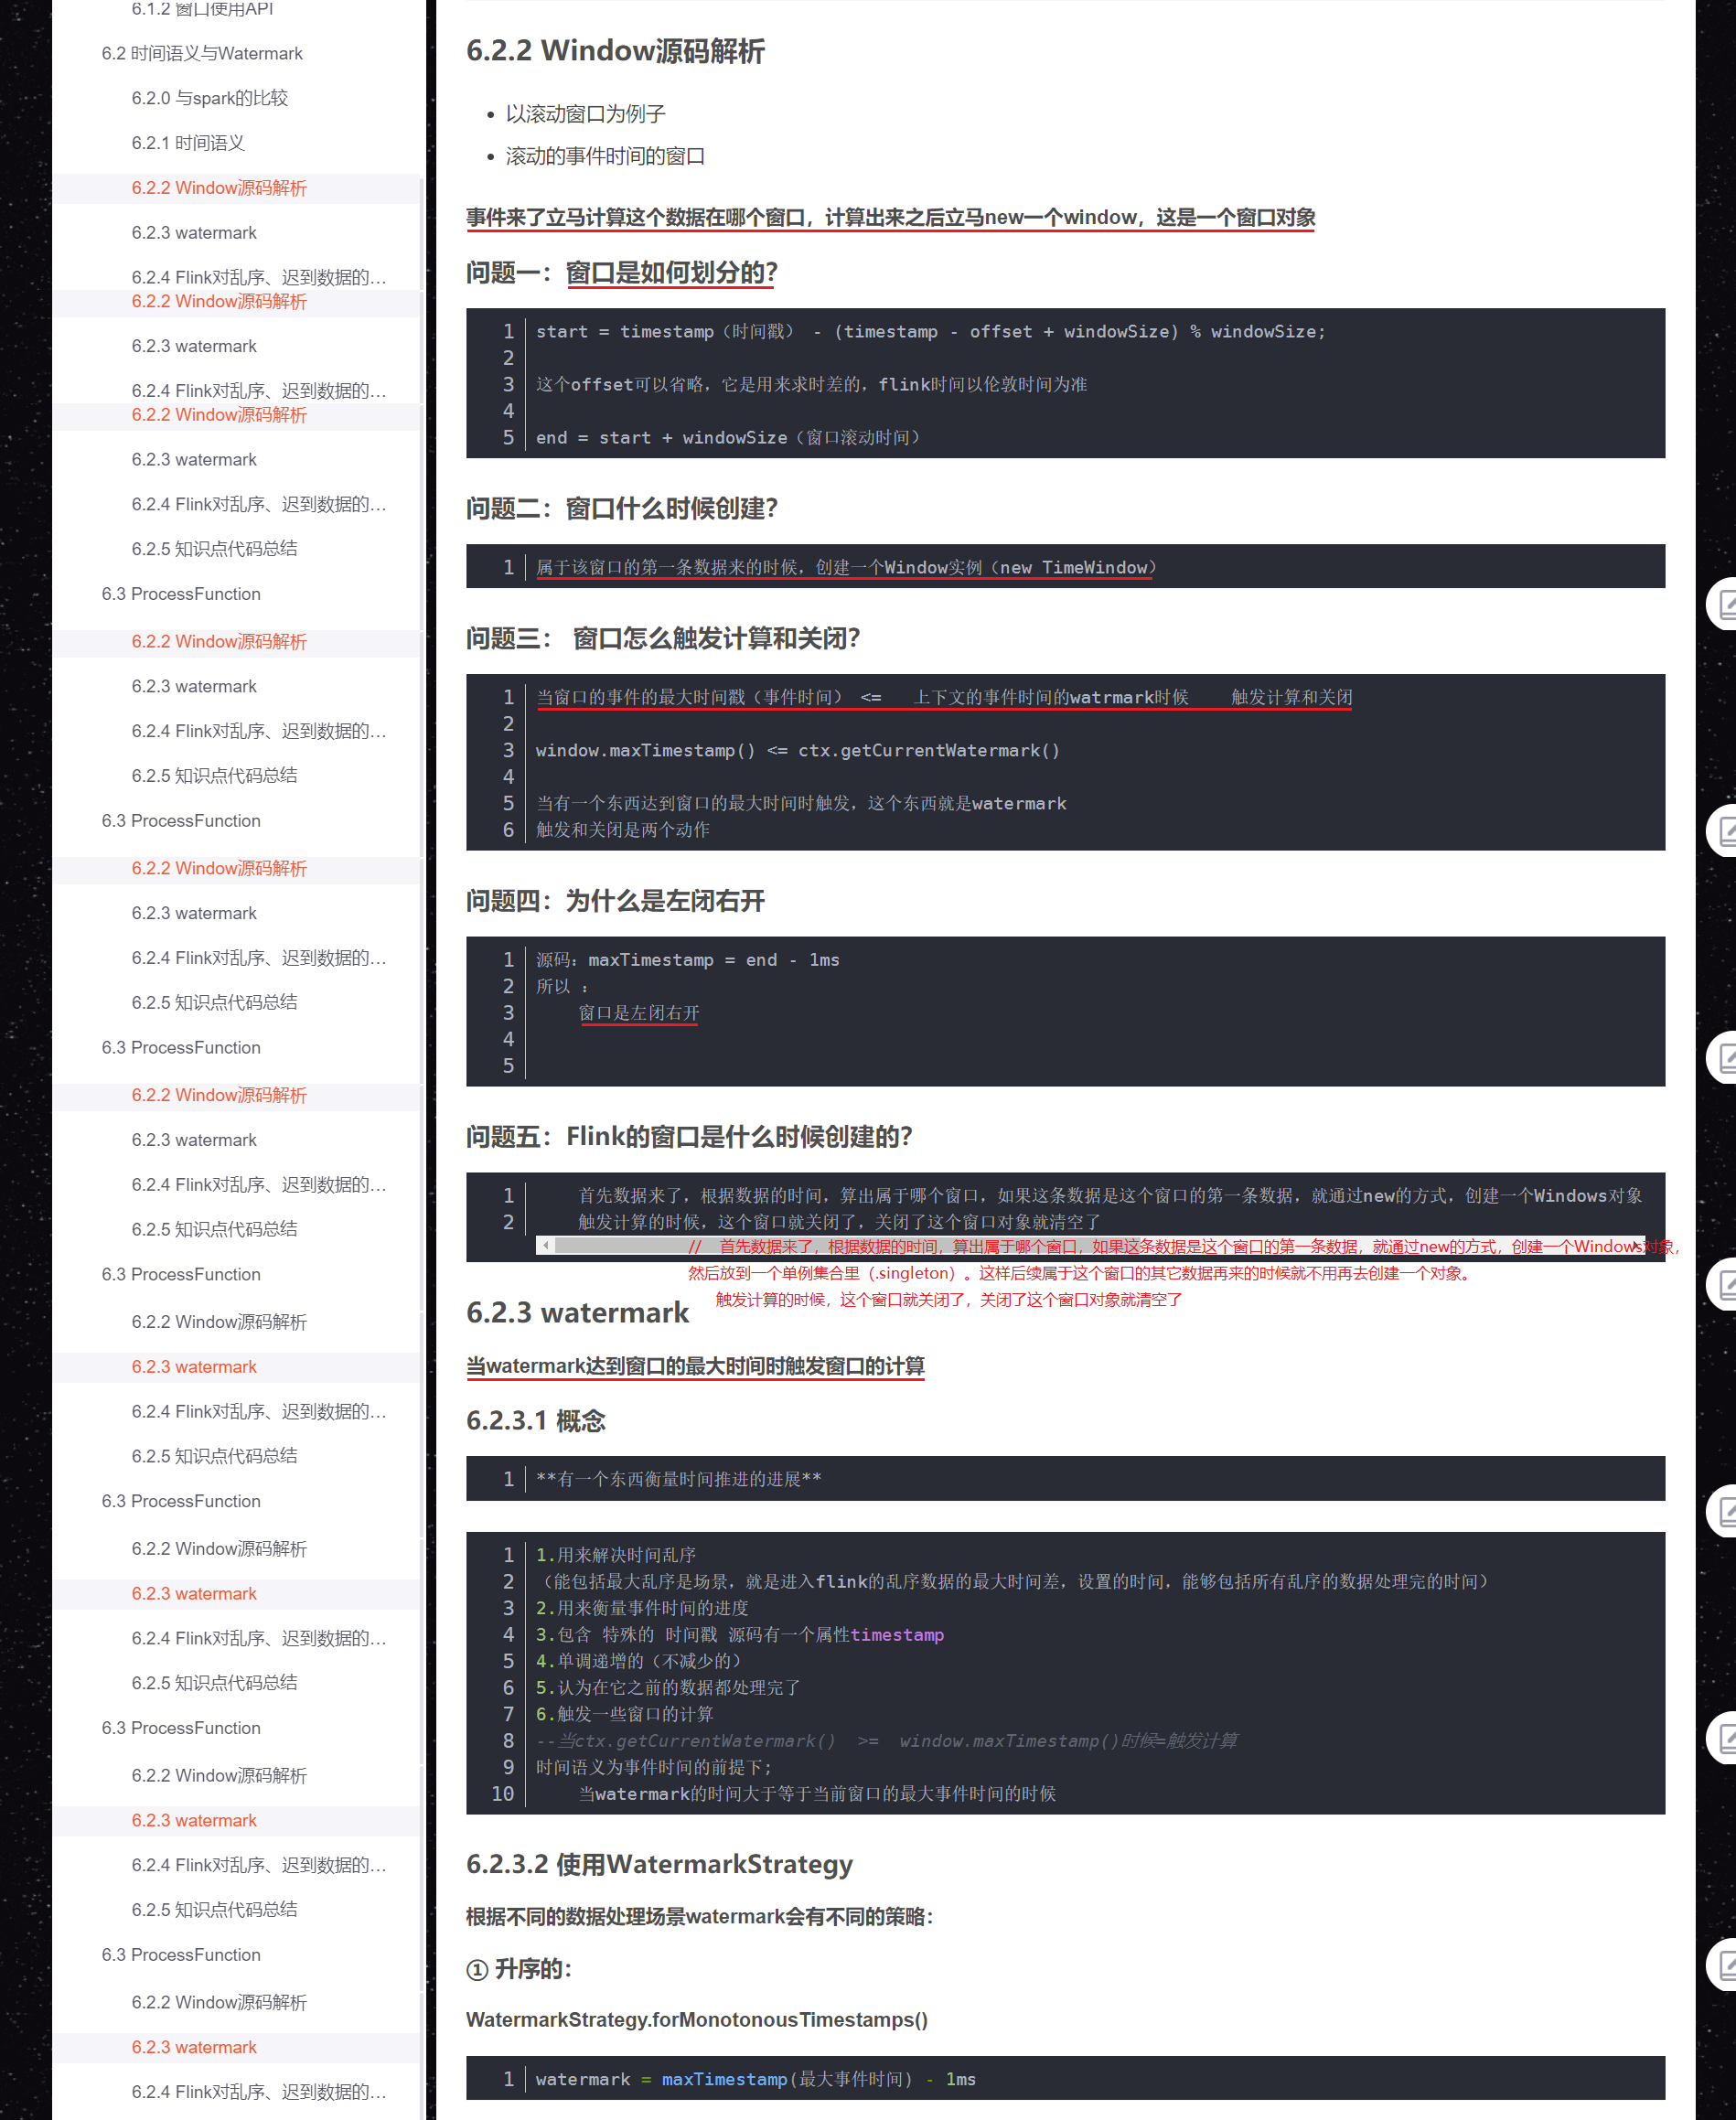 6.1.2 窗口使用API
6.2 时间语义与Watermark
6.2.0 与spark的比较
6.2.1 时间语义
6.2.2 Window源码解析
6.2.3 watermark
6.2.4 Flink对乱序、迟到数据的...
6.2.2 Window源码解析
6.2.3 watermark
6.2.4 Flink对乱序、迟到数据的...
6.2.2 Window源码解析
6.2.3 watermark
6.2.4 Flink对乱序、迟到数据的...
6.2.5 知识点代码总结
6.3 ProcessFunction
6.2.2 Window源码解析
6.2.3 watermark
6.2.4 Flink对乱序、迟到数据的...
6.2.5 知识点代码总结
6.3 ProcessFunction
6.2.2 Window源码解析
6.2.3 watermark
6.2.4 Flink对乱序、迟到数据的...
6.2.5 知识点代码总结
6.3 ProcessFunction
6.2.2 Window源码解析
6.2.3 watermark
6.2.4 Flink对乱序、迟到数据的...
6.2.5 知识点代码总结
6.3 ProcessFunction
6.2.2 Window源码解析
6.2.3 watermark
6.2.4 Flink对乱序、迟到数据的...
6.2.5 知识点代码总结
6.3 ProcessFunction
6.2.2 Window源码解析
6.2.3 watermark
6.2.4 Flink对乱序、迟到数据的...
6.2.5 知识点代码总结
6.3 ProcessFunction
6.2.2 Window源码解析
6.2.3 watermark
6.2.4 Flink对乱序、迟到数据的...
6.2.5 知识点代码总结
6.3 ProcessFunction
6.2.2 Window源码解析
6.2.3 watermark
6.2.4 Flink对乱序、迟到数据的...
6.2.2 Window源码解析
• 以滚动窗口为例子
• 滚动的事件时间的窗口
事件来了立马计算这个数据在哪个窗口，计算出来之后立马new一个window，这是一个窗口对象
问题一：窗口是如何划分的？
1 start = timestamp（时间戳） - (timestamp - offset + windowSize) % windowSize;
2
3 这个offset可以省略，它是用来求时差的，flink时间以伦敦时间为准
4
5 end = start + windowSize（窗口滚动时间）
问题二：窗口什么时候创建？
1 属于该窗口的第一条数据来的时候，创建一个Window实例（new TimeWindow）
问题三： 窗口怎么触发计算和关闭？
1 当窗口的事件的最大时间戳（事件时间） <= 上下文的事件时间的watrmark时候 触发计算和关闭
2
3 window.maxTimestamp() <= ctx.getCurrentWatermark()
4
5 当有一个东西达到窗口的最大时间时触发，这个东西就是watermark
6 触发和关闭是两个动作
问题四：为什么是左闭右开
1 源码：maxTimestamp = end - 1ms
2 所以 ：
3 窗口是左闭右开
4
5
问题五：Flink的窗口是什么时候创建的？
1 首先数据来了，根据数据的时间，算出属于哪个窗口，如果这条数据是这个窗口的第一条数据，就通过new的方式，创建一个Windows对象
2 触发计算的时候，这个窗口就关闭了，关闭了这个窗口对象就清空了
// 首先数据来了，根据数据的时间，算出属于哪个窗口，如果这条数据是这个窗口的第一条数据，就通过new的方式，创建一个Windows对象，
然后放到一个单例集合里（.singleton）。这样后续属于这个窗口的其它数据再来的时候就不用再去创建一个对象。
触发计算的时候，这个窗口就关闭了，关闭了这个窗口对象就清空了
6.2.3 watermark
当watermark达到窗口的最大时间时触发窗口的计算
6.2.3.1 概念
1 **有一个东西衡量时间推进的进展**
1 1.用来解决时间乱序
2 （能包括最大乱序是场景，就是进入flink的乱序数据的最大时间差，设置的时间，能够包括所有乱序的数据处理完的时间）
3 2.用来衡量事件时间的进度
4 3.包含 特殊的 时间戳 源码有一个属性timestamp
5 4.单调递增的（不减少的）
6 5.认为在它之前的数据都处理完了
7 6.触发一些窗口的计算
8 --当ctx.getCurrentWatermark() >= window.maxTimestamp()时候=触发计算
9 时间语义为事件时间的前提下;
10 当watermark的时间大于等于当前窗口的最大事件时间的时候
6.2.3.2 使用WatermarkStrategy
根据不同的数据处理场景watermark会有不同的策略：
① 升序的：
WatermarkStrategy.forMonotonousTimestamps()
1 watermark = maxTimestamp(最大事件时间) - 1ms